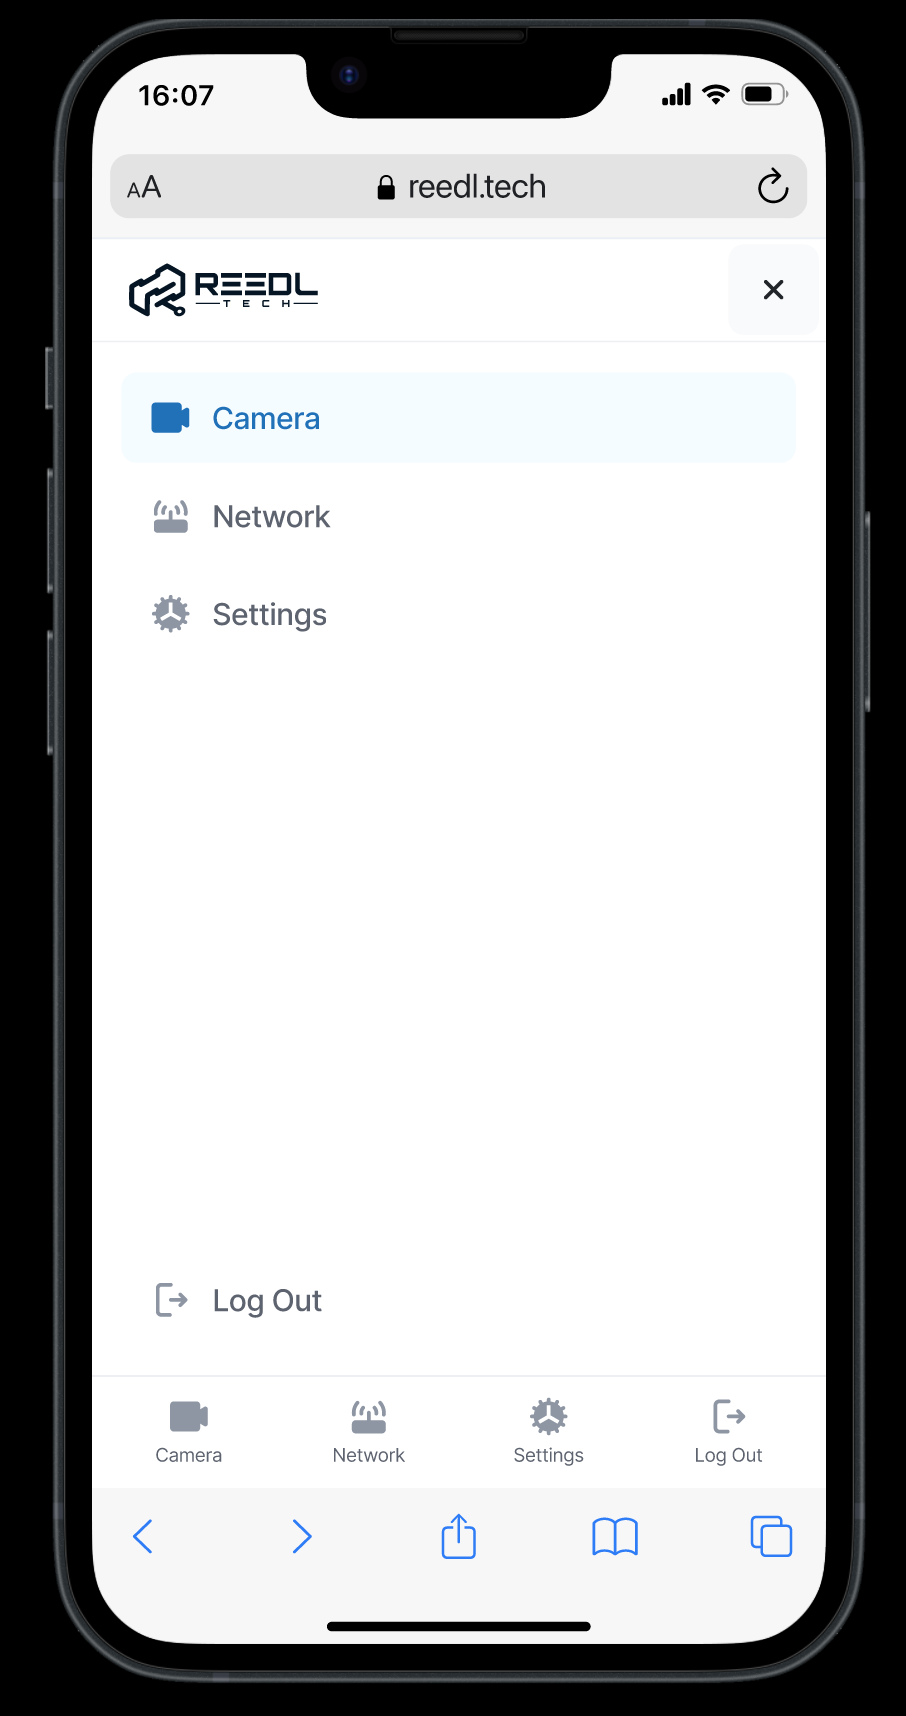 16:07
AA reedl.tech
REEDL
TECH
Camera
Network
Settings
Log Out
Camera Network Settings Log Out